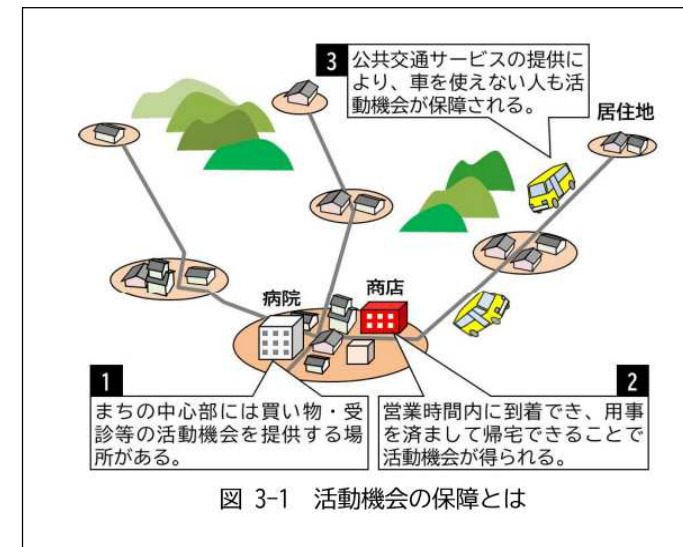 3
公共交通サービスの提供に
より、車を使えない人も活
動機会が保障される。
居住地
病院
商店
1
まちの中心部には買い物・受
診等の活動機会を提供する場
所がある。
2
営業時間内に到着でき、用事
を済まして帰宅できることで
活動機会が得られる。
図 3-1 活動機会の保障とは